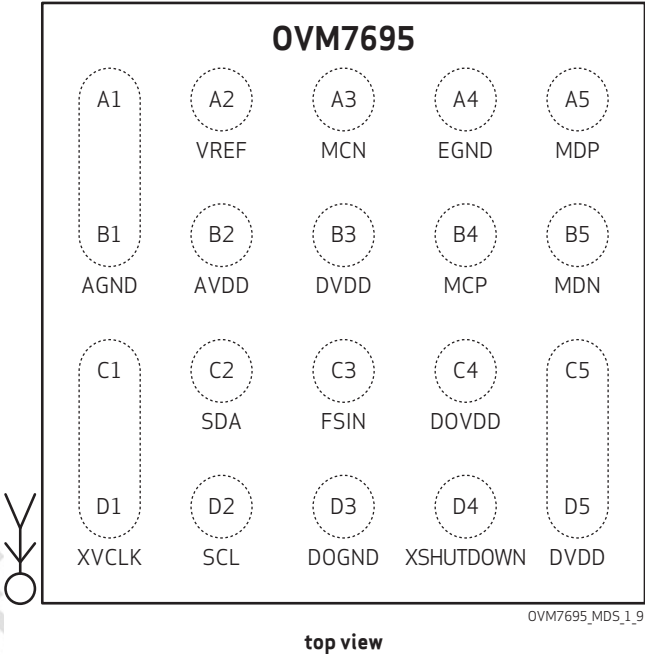 OVM7695
A1 A2 A3 A4 A5
VREF MCN EGND MDP
B1 B2 B3 B4 B5
AGND AVDD DVDD MCP MDN
C1 C2 C3 C4 C5
SDA FSIN DOVDD
D1 D2 D3 D4 D5
XVCLK SCL DOGND XSHUTDOWN DVDD
OVM7695_MDS_1_9
top view